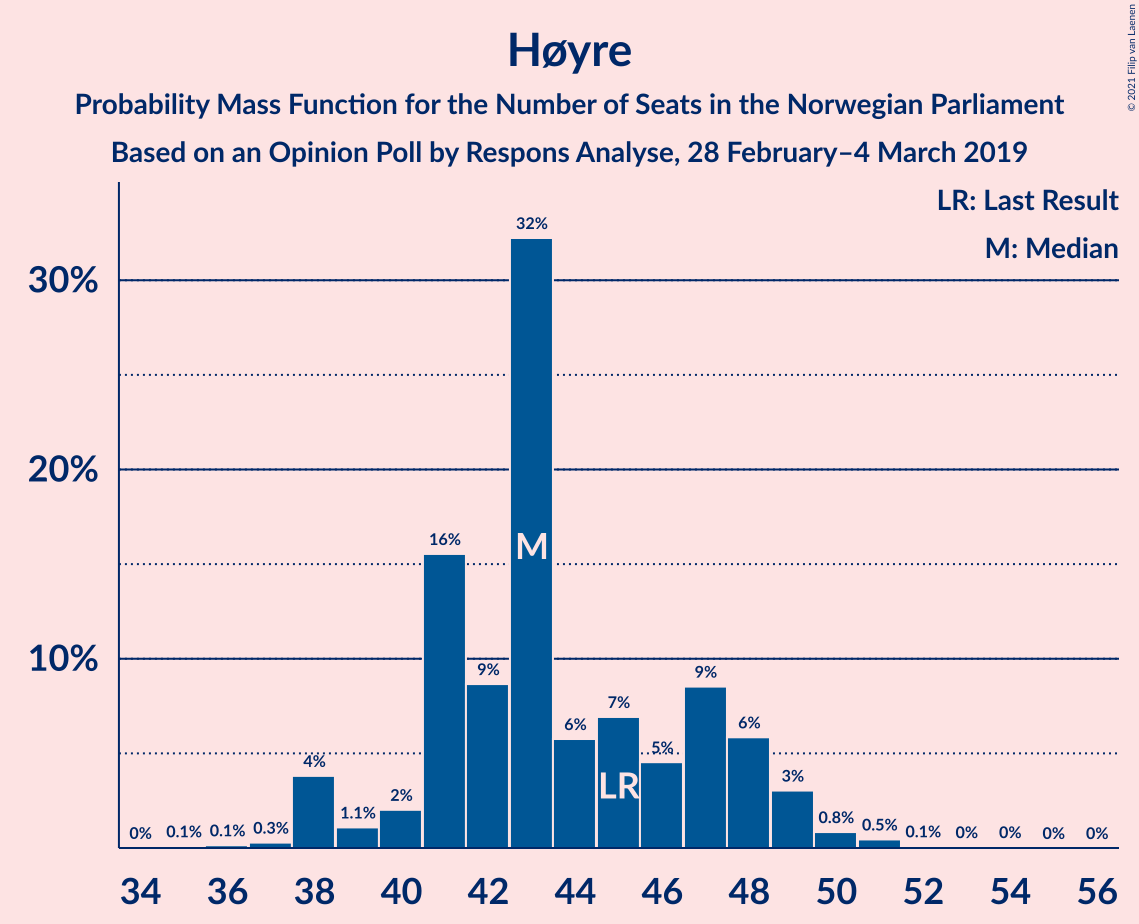 Høyre
Probability Mass Function for the Number of Seats in the Norwegian Parliament
Based on an Opinion Poll by Respons Analyse, 28 February–4 March 2019
© 2021 Filip van Laenen
LR: Last Result
M: Median
30%
20%
10%
0% 0.1% 0.1% 0.3% 4% 1.1% 2% 16% 9% 32% 6% 7% 5% 9% 6% 3% 0.8% 0.5% 0.1% 0% 0% 0% 0%
M
LR
34 36 38 40 42 44 46 48 50 52 54 56